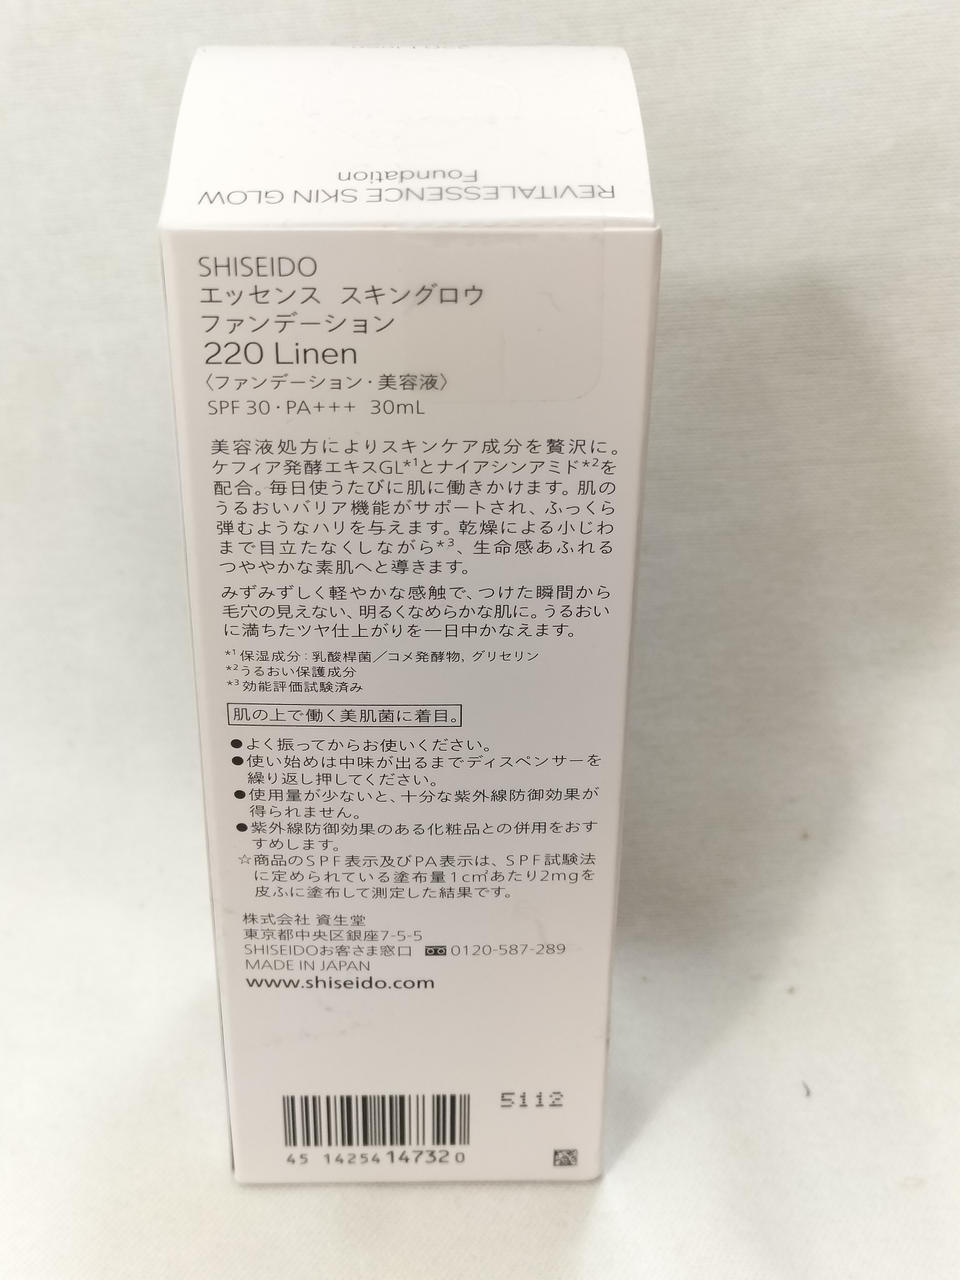 REVITALESSENCE SKIN GLOW
Foundation
SHISEIDO
エッセンス スキングロウ
ファンデーション
220 Linen
〈ファンデーション・美容液〉
SPF 30・PA+++ 30mL
美容液処方によりスキンケア成分を贅沢に。
ケフィア発酵エキスGL*1とナイアシンアミド*2を
配合。毎日使うたびに肌に働きかけます。肌の
うるおいバリア機能がサポートされ、ふっくら
弾むようなハリを与えます。乾燥による小じわ
まで目立たなくしながら*3、生命感あふれる
つややかな素肌へと導きます。
みずみずしく軽やかな感触で、つけた瞬間から
毛穴の見えない、明るくなめらかな肌に。うるおい
に満ちたツヤ仕上がりを一日中かなえます。
*1 保湿成分:乳酸桿菌/コメ発酵物, グリセリン
*2 うるおい保護成分
*3 効能評価試験済み
肌の上で働く美肌菌に着目。
●よく振ってからお使いください。
●使い始めは中味が出るまでディスペンサーを
繰り返し押してください。
●使用量が少ないと、十分な紫外線防御効果が
得られません。
●紫外線防御効果のある化粧品との併用をおす
すめします。
☆商品のSPF表示及びPA表示は、SPF試験法
に定められている塗布量1c㎡あたり2mgを
皮ふに塗布して測定した結果です。
株式会社 資生堂
東京都中央区銀座7-5-5
SHISEIDOお客さま窓口 0120-587-289
MADE IN JAPAN
www.shiseido.com
5112
45 14254 14732 0